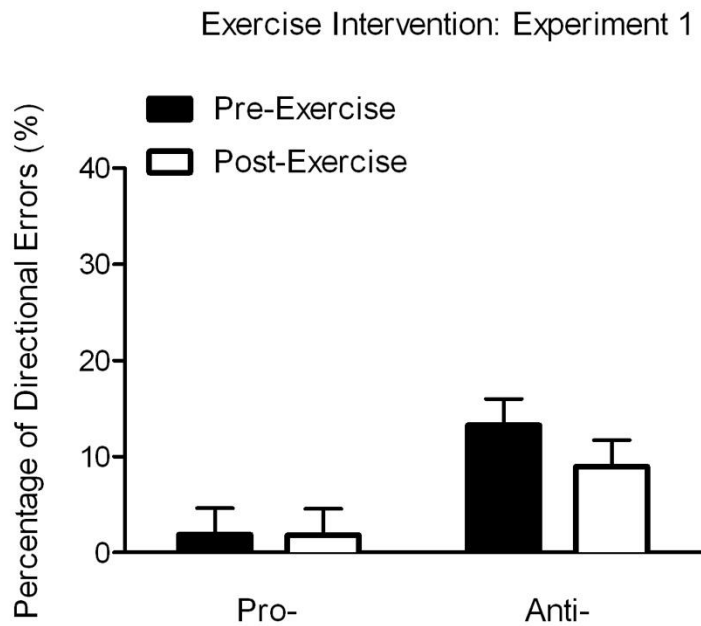 Exercise Intervention: Experiment 1
Pre-Exercise
Post-Exercise
Percentage of Directional Errors (%)
40
30
20
10
0
Pro-
Anti-